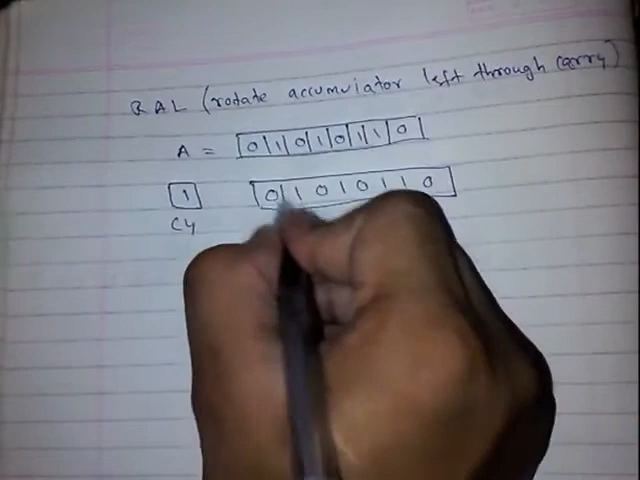 RAL (rotate accumulator left through carry)
A = 0 1 0 1 0 1 1 0
1 0 1 0 1 0 1 1 0
CY